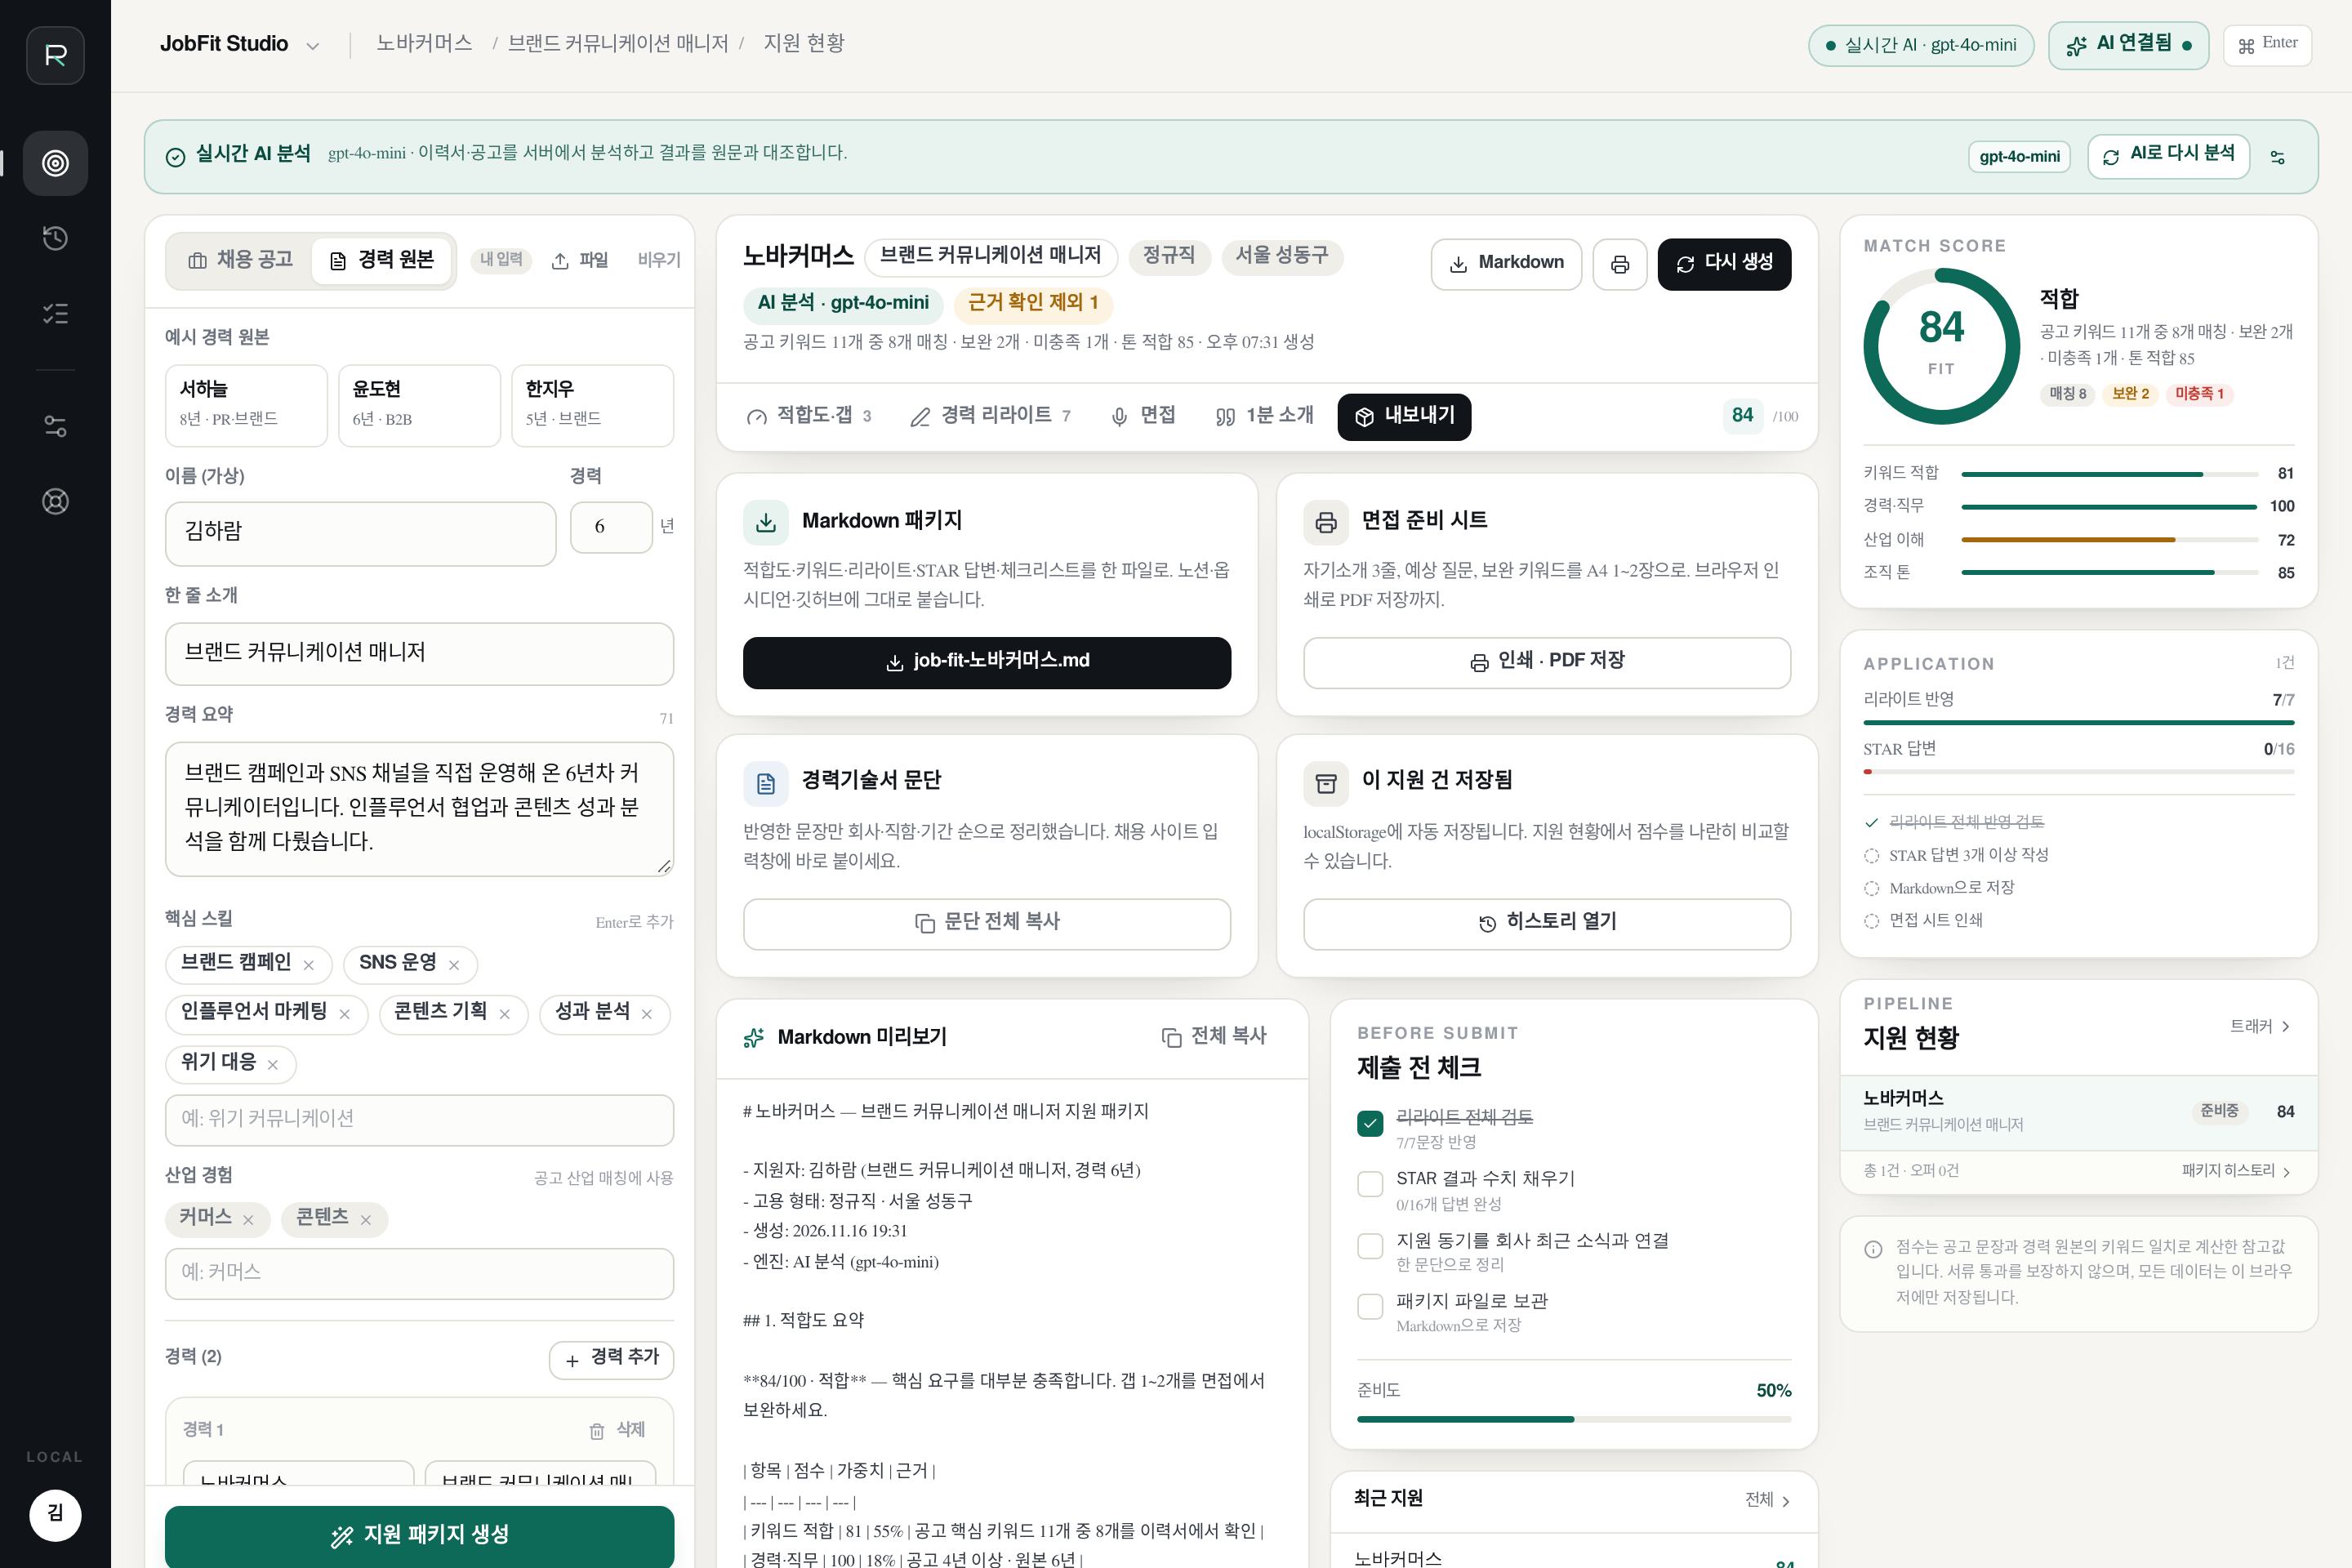 JobFit Studio
노바커머스 / 브랜드 커뮤니케이션 매니저 / 지원 현황
실시간 AI · gpt-4o-mini
AI 연결됨
⌘ Enter
실시간 AI 분석 gpt-4o-mini · 이력서·공고를 서버에서 분석하고 결과를 원문과 대조합니다.
gpt-4o-mini
AI로 다시 분석
채용 공고
경력 원본
내 입력
파일
비우기
예시 경력 원본
서하늘
8년 · PR·브랜드
윤도현
6년 · B2B
한지우
5년 · 브랜드
이름 (가상)
경력
김하람
6
년
한 줄 소개
브랜드 커뮤니케이션 매니저
경력 요약
71
브랜드 캠페인과 SNS 채널을 직접 운영해 온 6년차 커
뮤니케이터입니다. 인플루언서 협업과 콘텐츠 성과 분
석을 함께 다뤘습니다.
핵심 스킬
Enter로 추가
브랜드 캠페인
SNS 운영
인플루언서 마케팅
콘텐츠 기획
성과 분석
위기 대응
예: 위기 커뮤니케이션
산업 경험
공고 산업 매칭에 사용
커머스
콘텐츠
예: 커머스
경력 (2)
경력 추가
경력 1
삭제
노바커머스
브랜드 커뮤니케이션 매니
지원 패키지 생성
LOCAL
김
노바커머스
브랜드 커뮤니케이션 매니저
정규직
서울 성동구
AI 분석 · gpt-4o-mini
근거 확인 제외 1
공고 키워드 11개 중 8개 매칭 · 보완 2개 · 미충족 1개 · 톤 적합 85 · 오후 07:31 생성
Markdown
다시 생성
적합도·갭 3
경력 리라이트 7
면접
1분 소개
내보내기
84 /100
Markdown 패키지
적합도·키워드·리라이트·STAR 답변·체크리스트를 한 파일로. 노션·옵
시디언·깃허브에 그대로 붙습니다.
job-fit-노바커머스.md
면접 준비 시트
자기소개 3줄, 예상 질문, 보완 키워드를 A4 1~2장으로. 브라우저 인
쇄로 PDF 저장까지.
인쇄 · PDF 저장
경력기술서 문단
반영한 문장만 회사·직함·기간 순으로 정리했습니다. 채용 사이트 입
력창에 바로 붙이세요.
문단 전체 복사
이 지원 건 저장됨
localStorage에 자동 저장됩니다. 지원 현황에서 점수를 나란히 비교할
수 있습니다.
히스토리 열기
Markdown 미리보기
전체 복사
# 노바커머스 — 브랜드 커뮤니케이션 매니저 지원 패키지
- 지원자: 김하람 (브랜드 커뮤니케이션 매니저, 경력 6년)
- 고용 형태: 정규직 · 서울 성동구
- 생성: 2026.11.16 19:31
- 엔진: AI 분석 (gpt-4o-mini)
## 1. 적합도 요약
**84/100 · 적합** — 핵심 요구를 대부분 충족합니다. 갭 1~2개를 면접에서
보완하세요.
| 항목 | 점수 | 가중치 | 근거 |
| --- | --- | --- | --- |
| 키워드 적합 | 81 | 55% | 공고 핵심 키워드 11개 중 8개를 이력서에서 확인 |
| 경력·직무 | 100 | 18% | 공고 4년 이상 · 원본 6년 |
BEFORE SUBMIT
제출 전 체크
리라이트 전체 검토
7/7문장 반영
STAR 결과 수치 채우기
0/16개 답변 완성
지원 동기를 회사 최근 소식과 연결
한 문단으로 정리
패키지 파일로 보관
Markdown으로 저장
준비도
50%
최근 지원
전체
노바커머스
84
MATCH SCORE
84
FIT
적합
공고 키워드 11개 중 8개 매칭 · 보완 2개
· 미충족 1개 · 톤 적합 85
매칭 8
보완 2
미충족 1
키워드 적합 81
경력·직무 100
산업 이해 72
조직 톤 85
APPLICATION
1건
리라이트 반영 7/7
STAR 답변 0/16
리라이트 전체 반영 검토
STAR 답변 3개 이상 작성
Markdown으로 저장
면접 시트 인쇄
PIPELINE
지원 현황
트래커
노바커머스
브랜드 커뮤니케이션 매니저
준비중
84
총 1건 · 오퍼 0건
패키지 히스토리
점수는 공고 문장과 경력 원본의 키워드 일치로 계산한 참고값
입니다. 서류 통과를 보장하지 않으며, 모든 데이터는 이 브라우
저에만 저장됩니다.